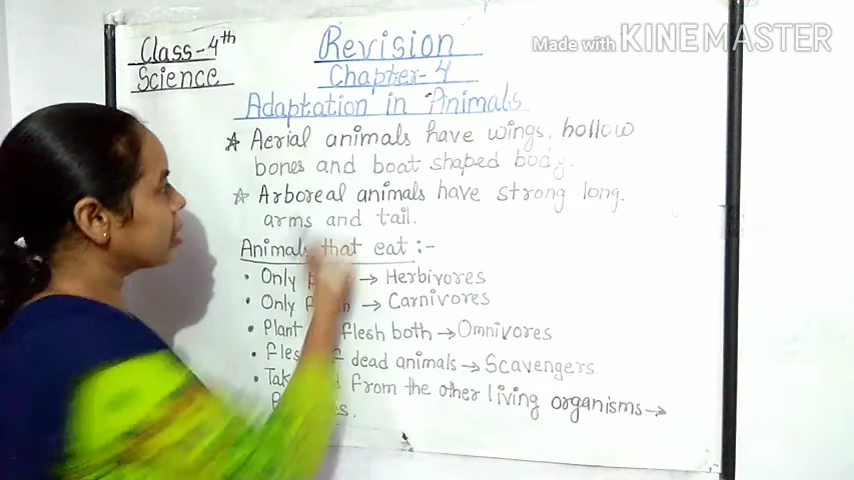 Class-4th
Science
Revision
Chapter-4
Adaptation in Animals
Made with KINEMASTER
☆ Aerial animals have wings, hollow
bones and boat shaped body.
☆ Arboreal animals have strong long.
arms and tail.
Animals that eat :-
• Only → Herbivores
• Only → Carnivores
• Plant flesh both → Omnivores
• dead animals → Scavengers
• from the other living organisms →